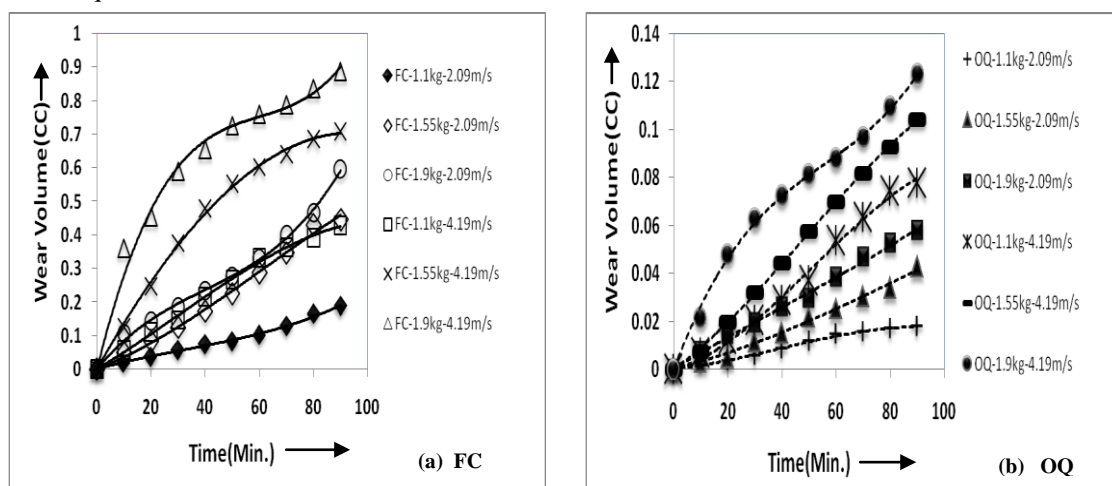 Wear Volume(CC)
1
0.9
0.8
0.7
0.6
0.5
0.4
0.3
0.2
0.1
0
0 20 40 60 80 100
Time(Min.)
FC-1.1kg-2.09m/s
FC-1.55kg-2.09m/s
FC-1.9kg-2.09m/s
FC-1.1kg-4.19m/s
FC-1.55kg-4.19m/s
FC-1.9kg-4.19m/s
(a) FC
Wear Volume(CC)
0.14
0.12
0.1
0.08
0.06
0.04
0.02
0
0 20 40 60 80 100
Time(Min.)
OQ-1.1kg-2.09m/s
OQ-1.55kg-2.09m/s
OQ-1.9kg-2.09m/s
OQ-1.1kg-4.19m/s
OQ-1.55kg-4.19m/s
OQ-1.9kg-4.19m/s
(b) OQ